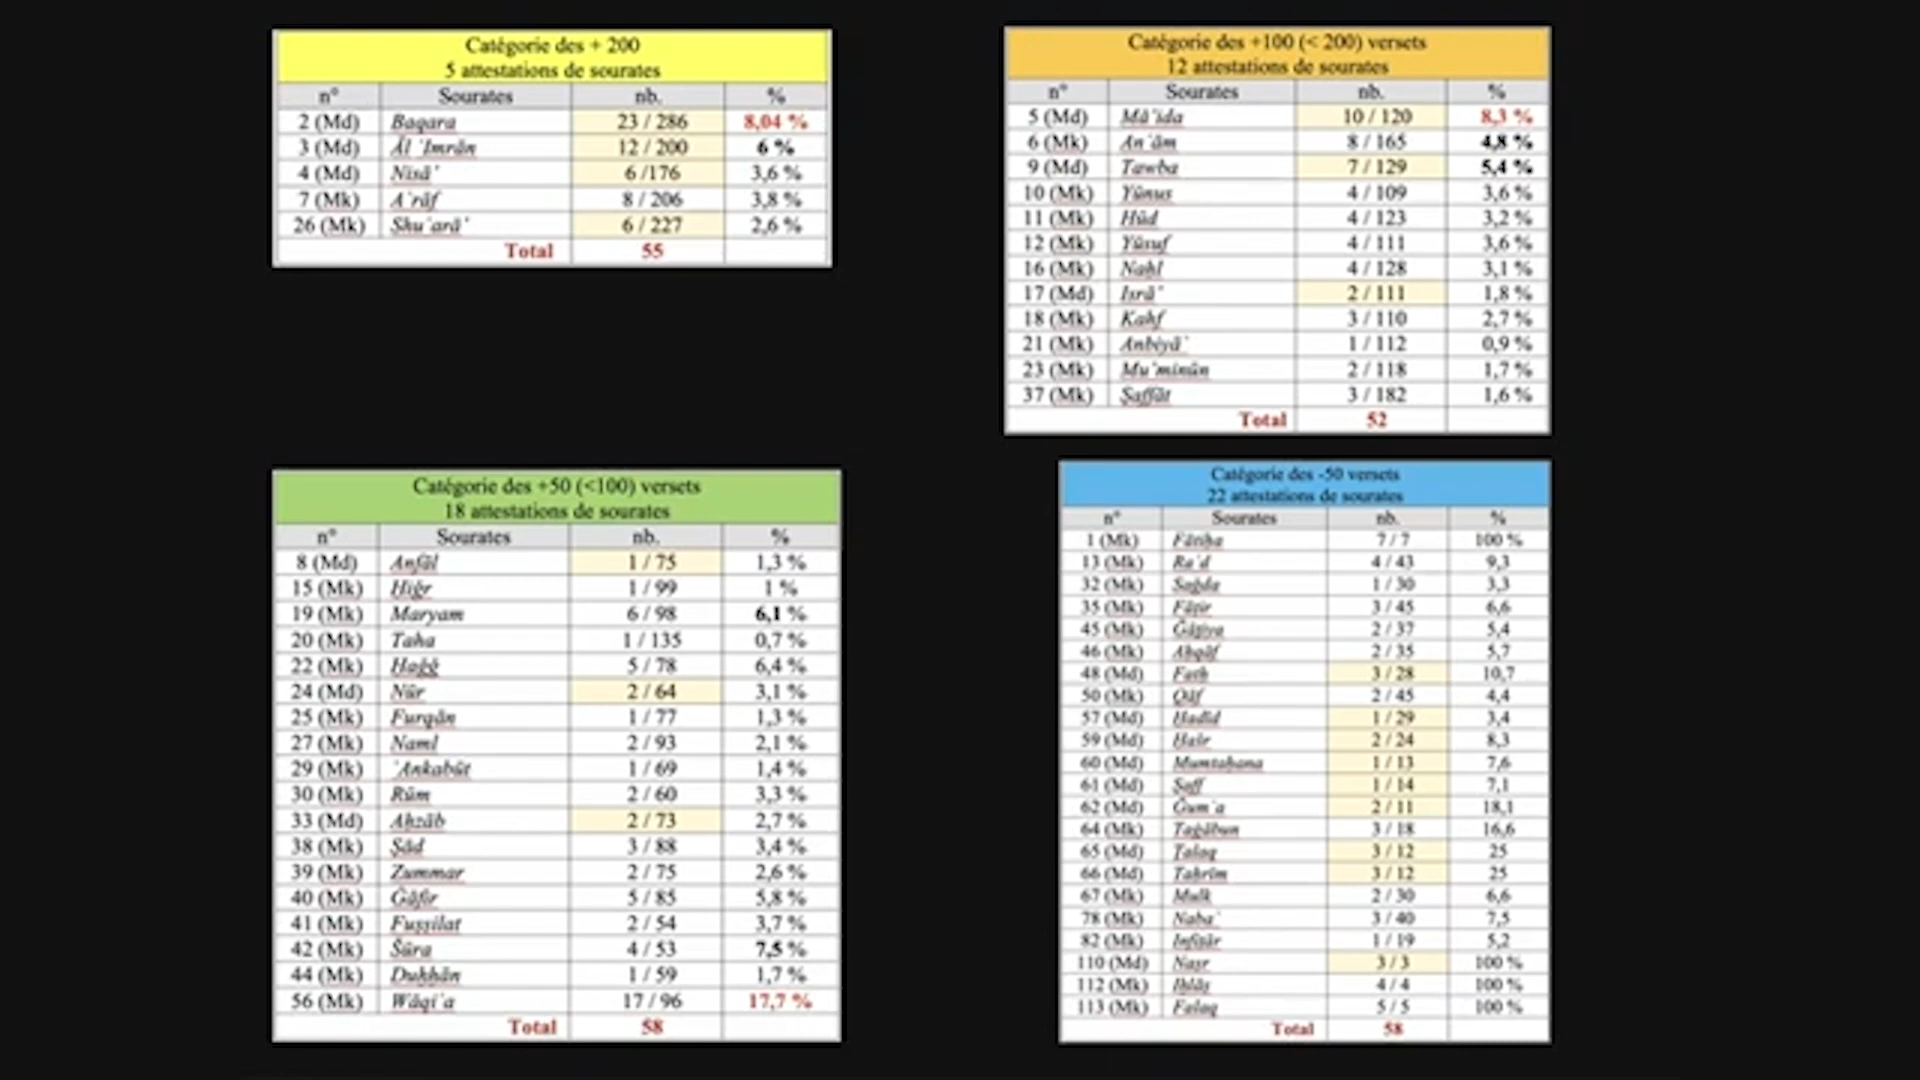 Catégorie des + 200
5 attestations de sourates
n° Sourates nb. %
2 (Md) Baqara 23 / 286 8,04 %
3 (Md) Āl ʿImrān 12 / 200 6 %
4 (Md) Nisāʾ 6 /176 3,6 %
7 (Mk) Aʿrāf 8 / 206 3,8 %
26 (Mk) Shuʿarāʾ 6 / 227 2,6 %
Total 55
Catégorie des +100 (< 200) versets
12 attestations de sourates
n° Sourates nb. %
5 (Md) Māʾida 10 / 120 8,3 %
6 (Mk) Anʿām 8 / 165 4,8 %
9 (Md) Tawba 7 / 129 5,4 %
10 (Mk) Yūnus 4 / 109 3,6 %
11 (Mk) Hūd 4 / 123 3,2 %
12 (Mk) Yūsuf 4 / 111 3,6 %
16 (Mk) Naḥl 4 / 128 3,1 %
17 (Md) Isrāʾ 2 / 111 1,8 %
18 (Mk) Kahf 3 / 110 2,7 %
21 (Mk) Anbiyāʾ 1 / 112 0,9 %
23 (Mk) Muʾminūn 2 / 118 1,7 %
37 (Mk) Ṣaffāt 3 / 182 1,6 %
Total 52
Catégorie des +50 (<100) versets
18 attestations de sourates
n° Sourates nb. %
8 (Md) Anfāl 1 / 75 1,3 %
15 (Mk) Ḥiǧr 1 / 99 1 %
19 (Mk) Maryam 6 / 98 6,1 %
20 (Mk) Taha 1 / 135 0,7 %
22 (Mk) Ḥaǧǧ 5 / 78 6,4 %
24 (Md) Nūr 2 / 64 3,1 %
25 (Mk) Furqān 1 / 77 1,3 %
27 (Mk) Naml 2 / 93 2,1 %
29 (Mk) ʿAnkabūt 1 / 69 1,4 %
30 (Mk) Rūm 2 / 60 3,3 %
33 (Md) Aḥzāb 2 / 73 2,7 %
38 (Mk) Ṣād 3 / 88 3,4 %
39 (Mk) Zummar 2 / 75 2,6 %
40 (Mk) Ġāfir 5 / 85 5,8 %
41 (Mk) Fuṣṣilat 2 / 54 3,7 %
42 (Mk) Šūra 4 / 53 7,5 %
44 (Mk) Duḫḫān 1 / 59 1,7 %
56 (Mk) Wāqiʿa 17 / 96 17,7 %
Total 58
Catégorie des -50 versets
22 attestations de sourates
n° Sourates nb. %
1 (Mk) Fātiḥa 7 / 7 100 %
13 (Mk) Raʿd 4 / 43 9,3
32 (Mk) Saǧda 1 / 30 3,3
35 (Mk) Fāṭir 3 / 45 6,6
45 (Mk) Ǧāṯiya 2 / 37 5,4
46 (Mk) Aḥqāf 2 / 35 5,7
48 (Md) Fatḥ 3 / 28 10,7
50 (Mk) Qāf 2 / 45 4,4
57 (Md) Ḥadīd 1 / 29 3,4
59 (Md) Ḥašr 2 / 24 8,3
60 (Md) Mumtaḥana 1 / 13 7,6
61 (Md) Ṣaff 1 / 14 7,1
62 (Md) Ǧumʿa 2 / 11 18,1
64 (Mk) Taġābun 3 / 18 16,6
65 (Md) Ṭalaq 3 / 12 25
66 (Md) Taḥrīm 3 / 12 25
67 (Mk) Mulk 2 / 30 6,6
78 (Mk) Nabaʾ 3 / 40 7,5
82 (Mk) Infiṭār 1 / 19 5,2
110 (Md) Naṣr 3 / 3 100 %
112 (Mk) Iḫlāṣ 4 / 4 100 %
113 (Mk) Falaq 5 / 5 100 %
Total 58